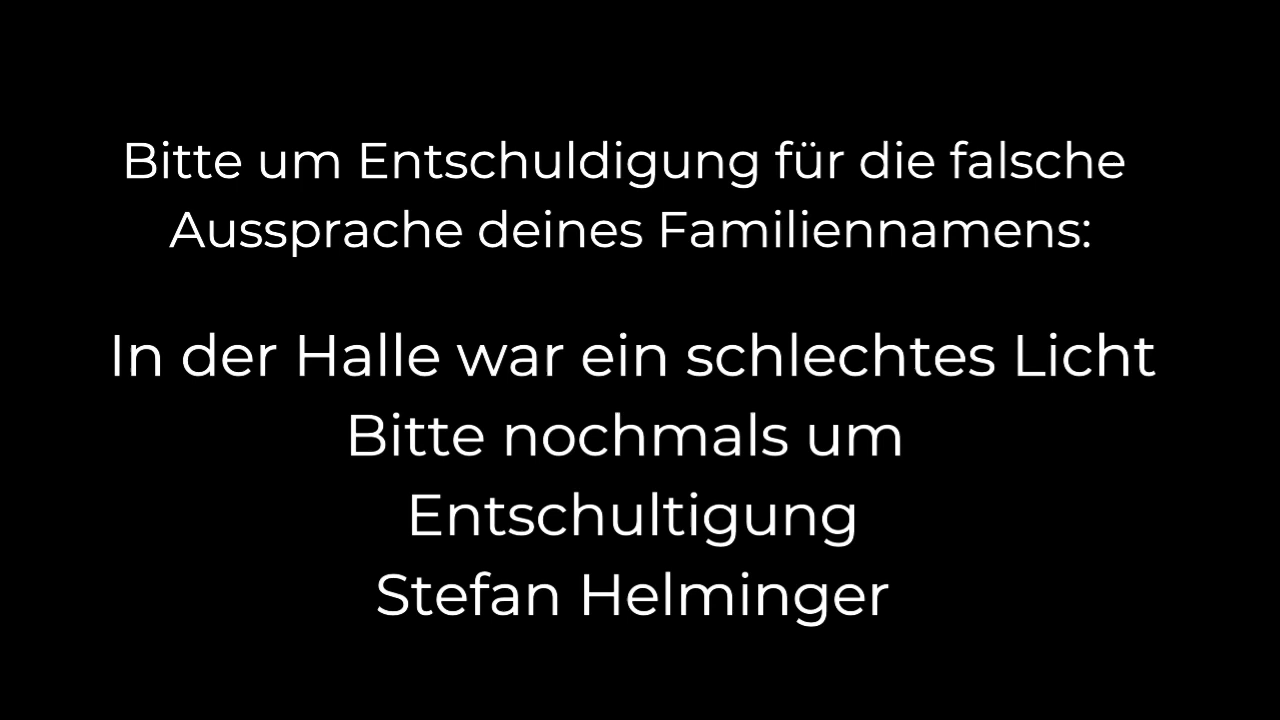 Bitte um Entschuldigung für die falsche
Aussprache deines Familiennamens:
In der Halle war ein schlechtes Licht
Bitte nochmals um
Entschultigung
Stefan Helminger